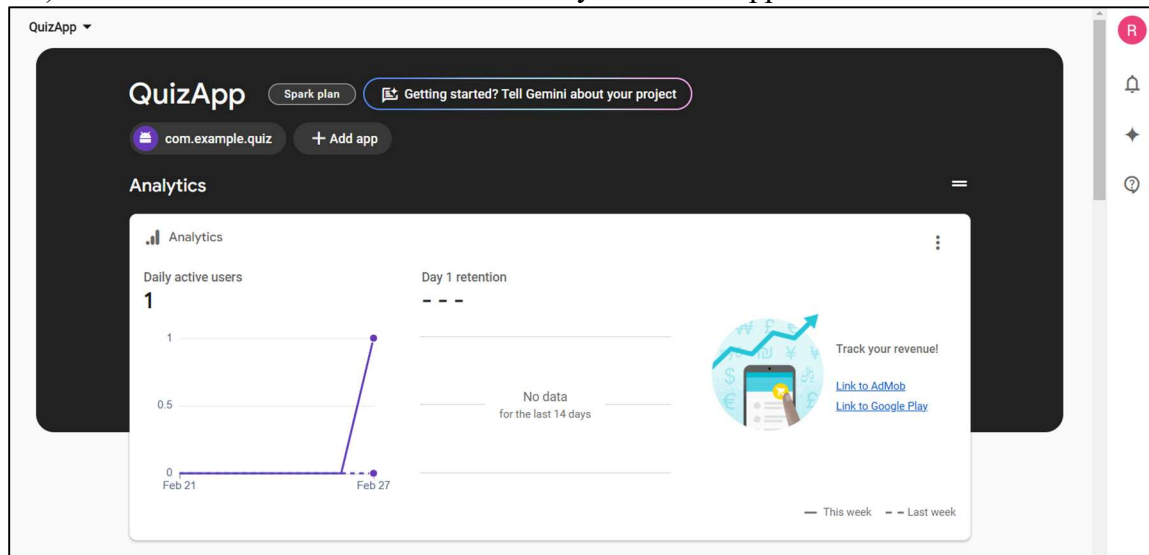 QuizApp
R
QuizApp Spark plan Getting started? Tell Gemini about your project
com.example.quiz + Add app
Analytics
Analytics
Daily active users
1
Day 1 retention
- - -
1
0.5
0
Feb 21 Feb 27
No data
for the last 14 days
Track your revenue!
Link to AdMob
Link to Google Play
This week Last week